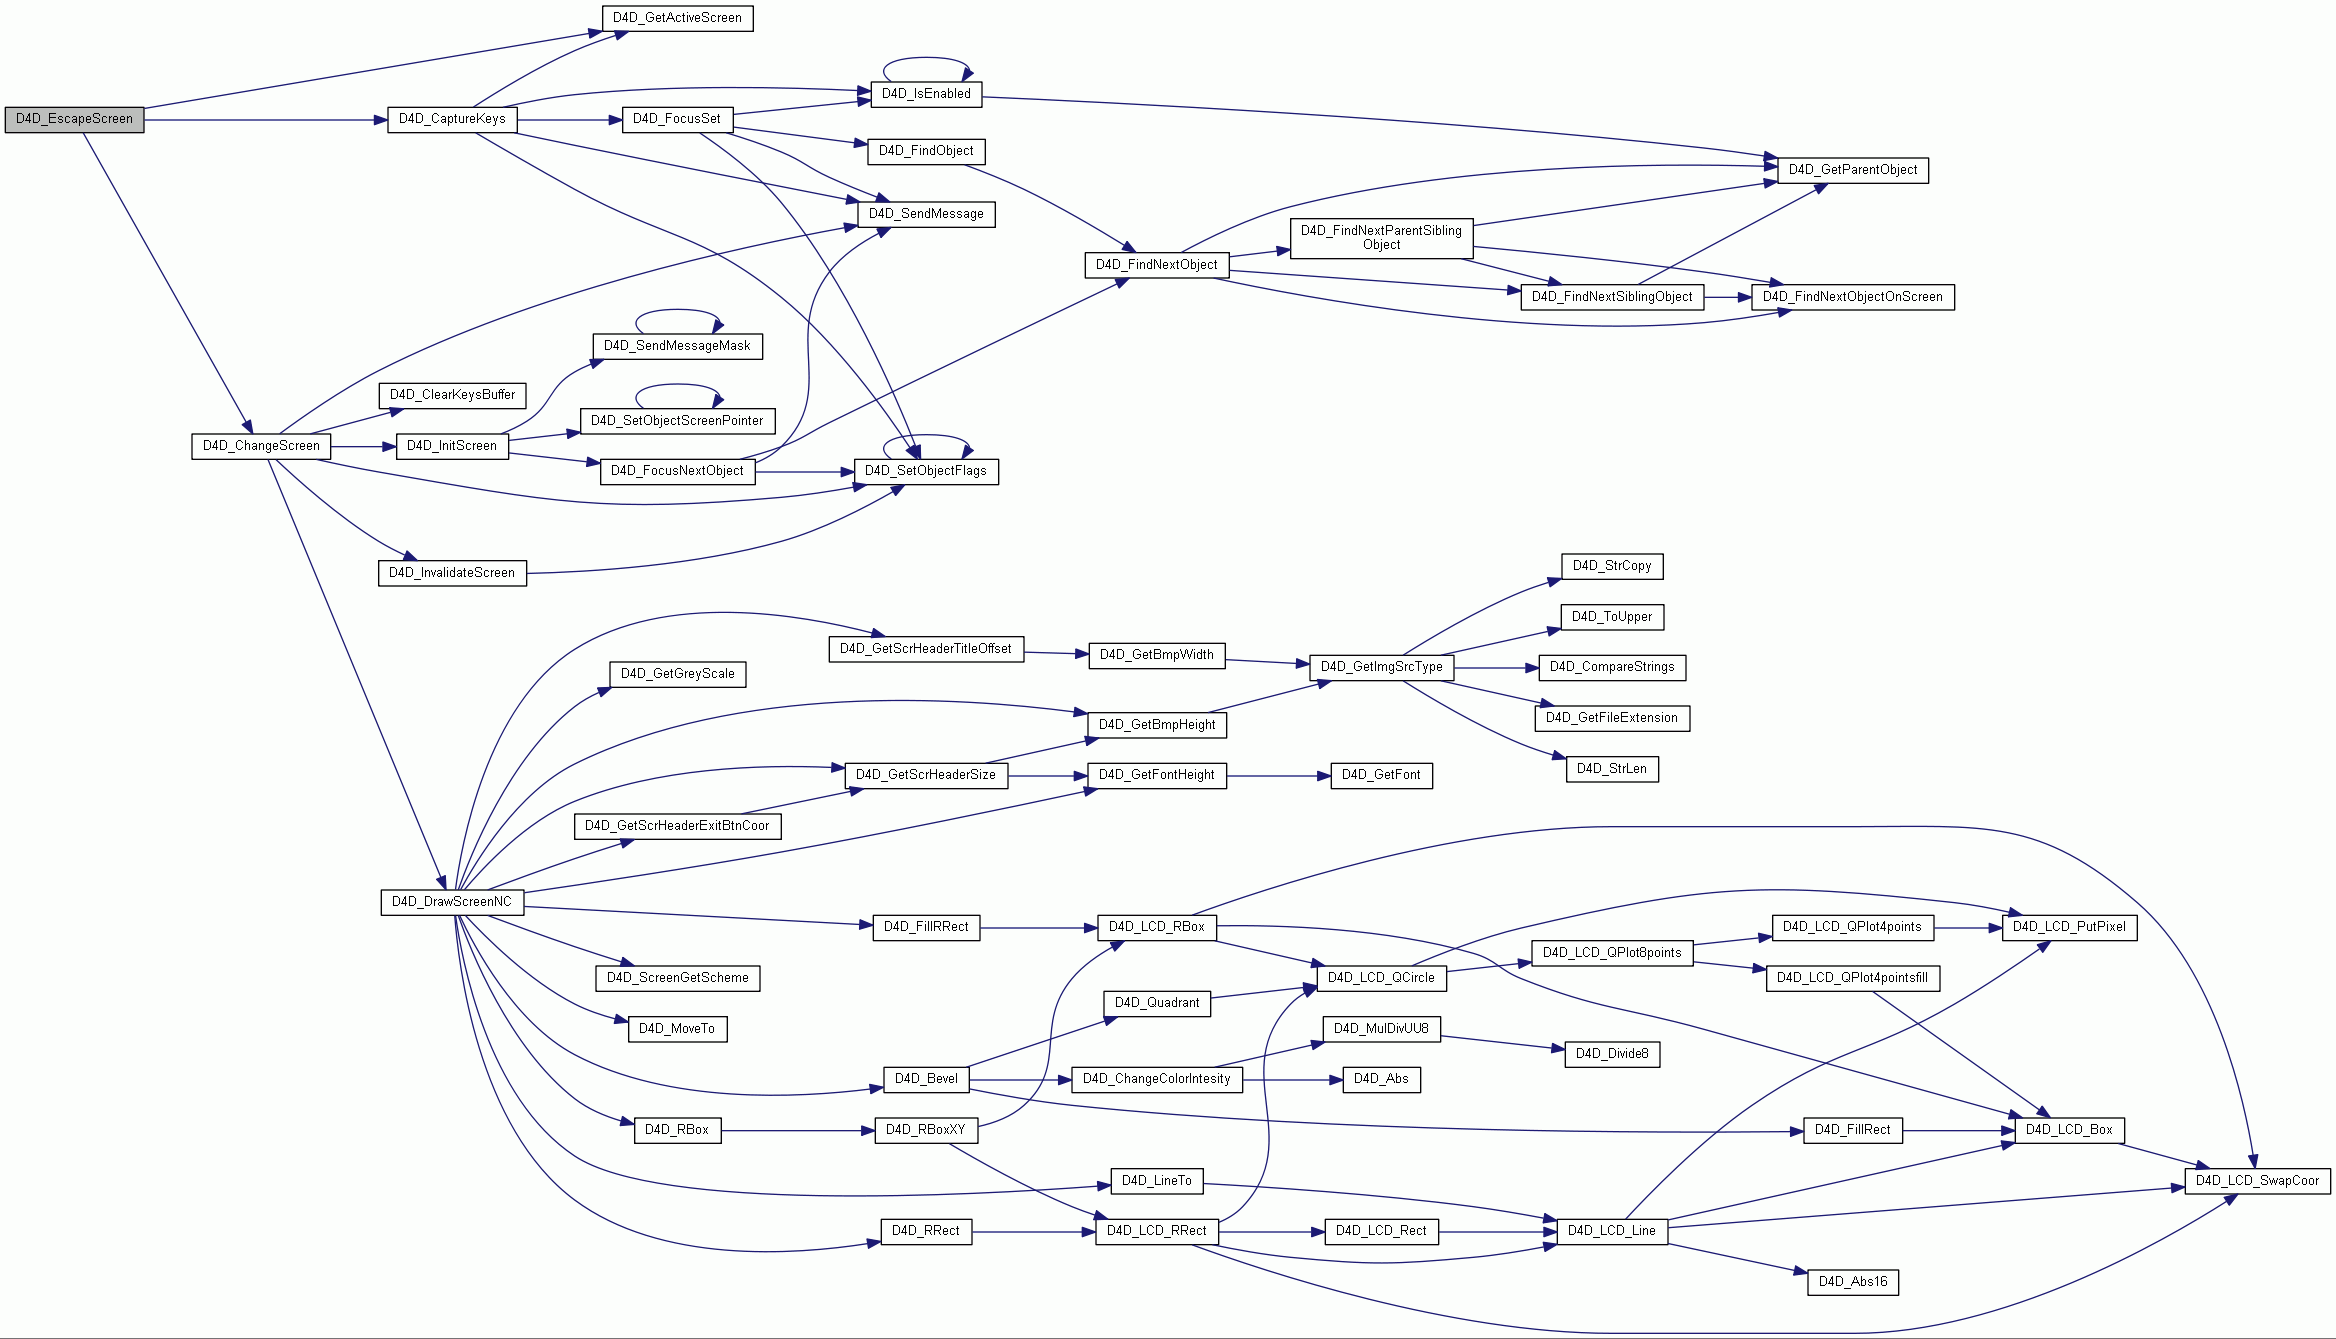 D4D_GetActiveScreen
D4D_IsEnabled
D4D_EscapeScreen
D4D_CaptureKeys
D4D_FocusSet
D4D_FindObject
D4D_GetParentObject
D4D_SendMessage
D4D_FindNextParentSibling
Object
D4D_FindNextObject
D4D_FindNextSiblingObject
D4D_FindNextObjectOnScreen
D4D_SendMessageMask
D4D_ClearKeysBuffer
D4D_SetObjectScreenPointer
D4D_ChangeScreen
D4D_InitScreen
D4D_FocusNextObject
D4D_SetObjectFlags
D4D_InvalidateScreen
D4D_StrCopy
D4D_ToUpper
D4D_GetScrHeaderTitleOffset
D4D_GetBmpWidth
D4D_GetImgSrcType
D4D_CompareStrings
D4D_GetGreyScale
D4D_GetBmpHeight
D4D_GetFileExtension
D4D_GetScrHeaderSize
D4D_GetFontHeight
D4D_GetFont
D4D_StrLen
D4D_GetScrHeaderExitBtnCoor
D4D_DrawScreenNC
D4D_FillRRect
D4D_LCD_RBox
D4D_LCD_QPlot4points
D4D_LCD_PutPixel
D4D_LCD_QPlot8points
D4D_ScreenGetScheme
D4D_LCD_QCircle
D4D_LCD_QPlot4pointsfill
D4D_Quadrant
D4D_MoveTo
D4D_MulDivUU8
D4D_Divide8
D4D_Bevel
D4D_ChangeColorIntesity
D4D_Abs
D4D_RBox
D4D_RBoxXY
D4D_FillRect
D4D_LCD_Box
D4D_LineTo
D4D_LCD_SwapCoor
D4D_RRect
D4D_LCD_RRect
D4D_LCD_Rect
D4D_LCD_Line
D4D_Abs16